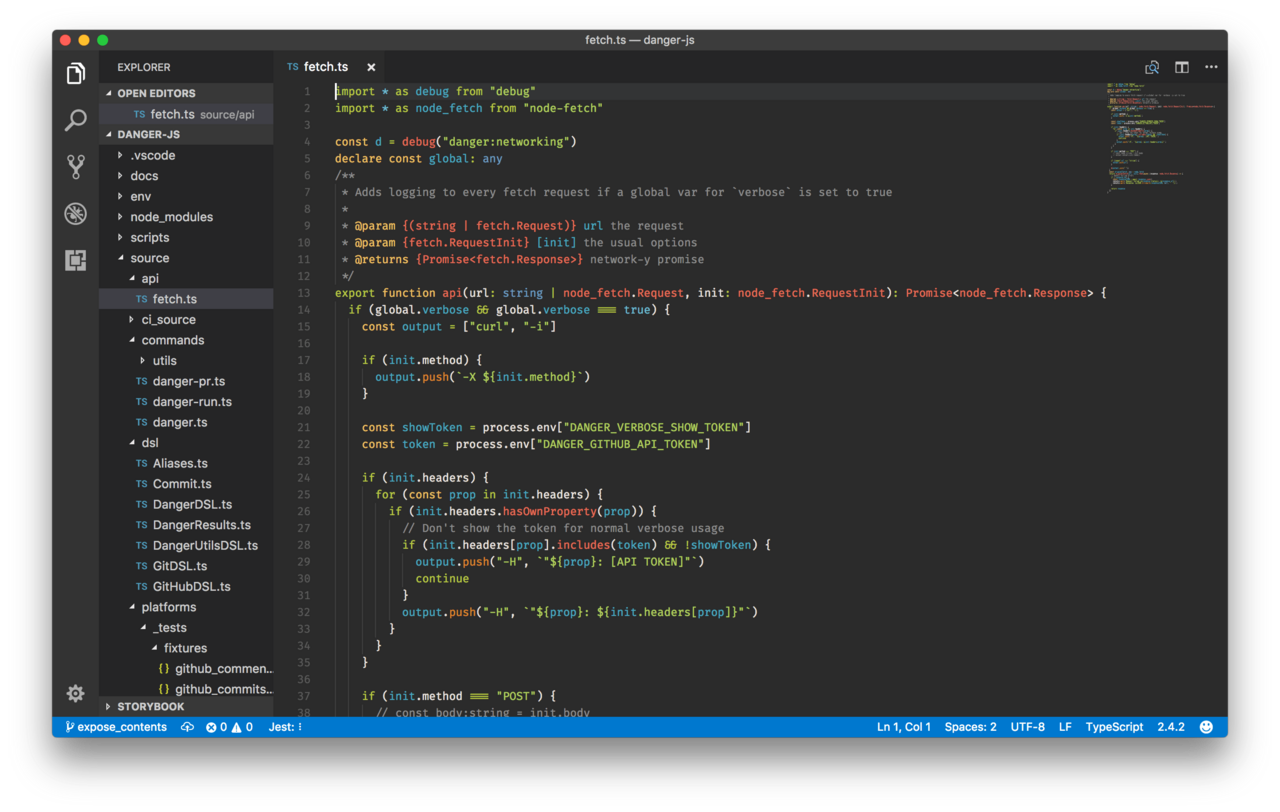 fetch.ts — danger-js
EXPLORER
OPEN EDITORS
TS fetch.ts source/api
DANGER-JS
.vscode
docs
env
node_modules
scripts
source
api
TS fetch.ts
ci_source
commands
utils
TS danger-pr.ts
TS danger-run.ts
TS danger.ts
dsl
TS Aliases.ts
TS Commit.ts
TS DangerDSL.ts
TS DangerResults.ts
TS DangerUtilsDSL.ts
TS GitDSL.ts
TS GitHubDSL.ts
platforms
_tests
fixtures
{} github_commen...
{} github_commits...
STORYBOOK
TS fetch.ts ×
1 import * as debug from "debug"
2 import * as node_fetch from "node-fetch"
3
4 const d = debug("danger:networking")
5 declare const global: any
6 /**
7  * Adds logging to every fetch request if a global var for `verbose` is set to true
8  *
9  * @param {(string | fetch.Request)} url the request
10  * @param {fetch.RequestInit} [init] the usual options
11  * @returns {Promise<fetch.Response>} network-y promise
12  */
13 export function api(url: string | node_fetch.Request, init: node_fetch.RequestInit): Promise<node_fetch.Response> {
14   if (global.verbose && global.verbose === true) {
15     const output = ["curl", "-i"]
16
17     if (init.method) {
18       output.push(`-X ${init.method}`)
19     }
20
21     const showToken = process.env["DANGER_VERBOSE_SHOW_TOKEN"]
22     const token = process.env["DANGER_GITHUB_API_TOKEN"]
23
24     if (init.headers) {
25       for (const prop in init.headers) {
26         if (init.headers.hasOwnProperty(prop)) {
27           // Don't show the token for normal verbose usage
28           if (init.headers[prop].includes(token) && !showToken) {
29             output.push("-H", `"${prop}: [API TOKEN]"`)
30             continue
31           }
32           output.push("-H", `"${prop}: ${init.headers[prop]}"`)
33         }
34       }
35     }
36
37     if (init.method === "POST") {
38       // const body:string = init.body
expose_contents 0 0 Jest: Ln 1, Col 1 Spaces: 2 UTF-8 LF TypeScript 2.4.2